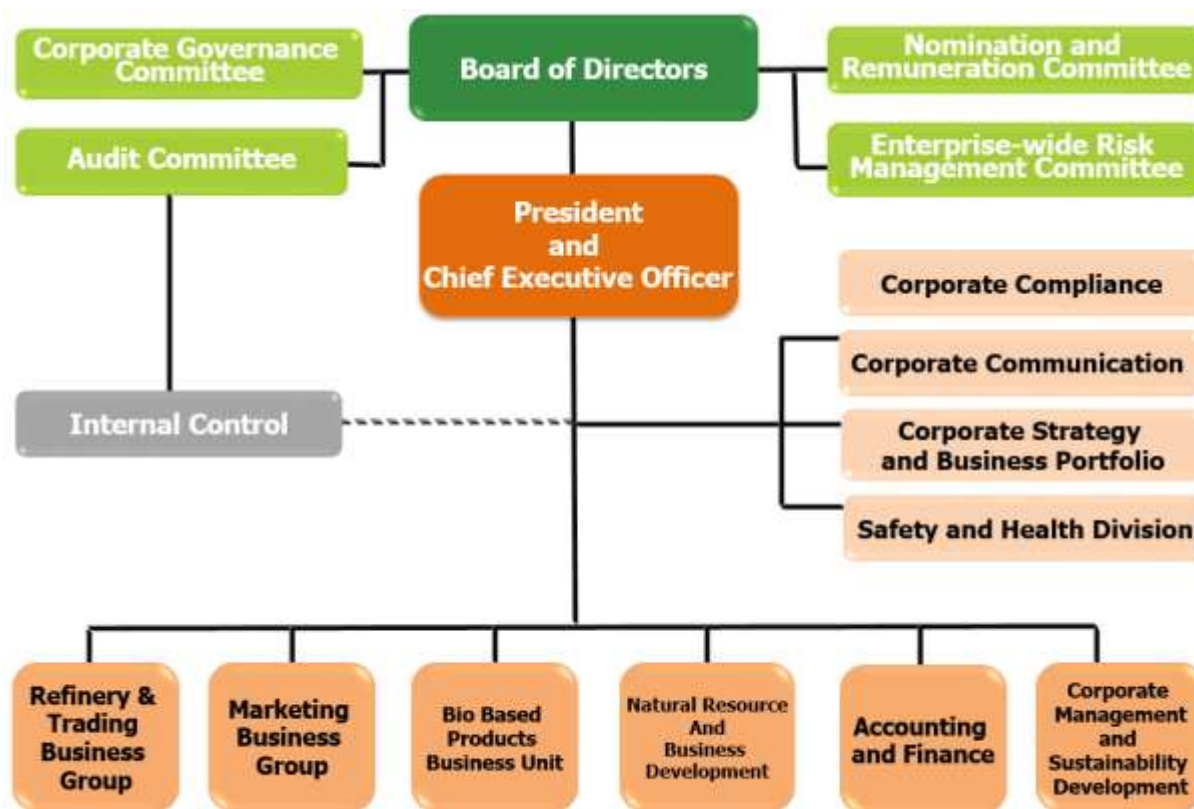 Corporate Governance
Committee
Board of Directors
Nomination and
Remuneration Committee
Audit Committee
Enterprise-wide Risk
Management Committee
President
and
Chief Executive Officer
Corporate Compliance
Corporate Communication
Internal Control
Corporate Strategy
and Business Portfolio
Safety and Health Division
Refinery &
Trading
Business
Group
Marketing
Business
Group
Bio Based
Products
Business Unit
Natural Resource
And
Business
Development
Accounting
and Finance
Corporate
Management
and
Sustainability
Development